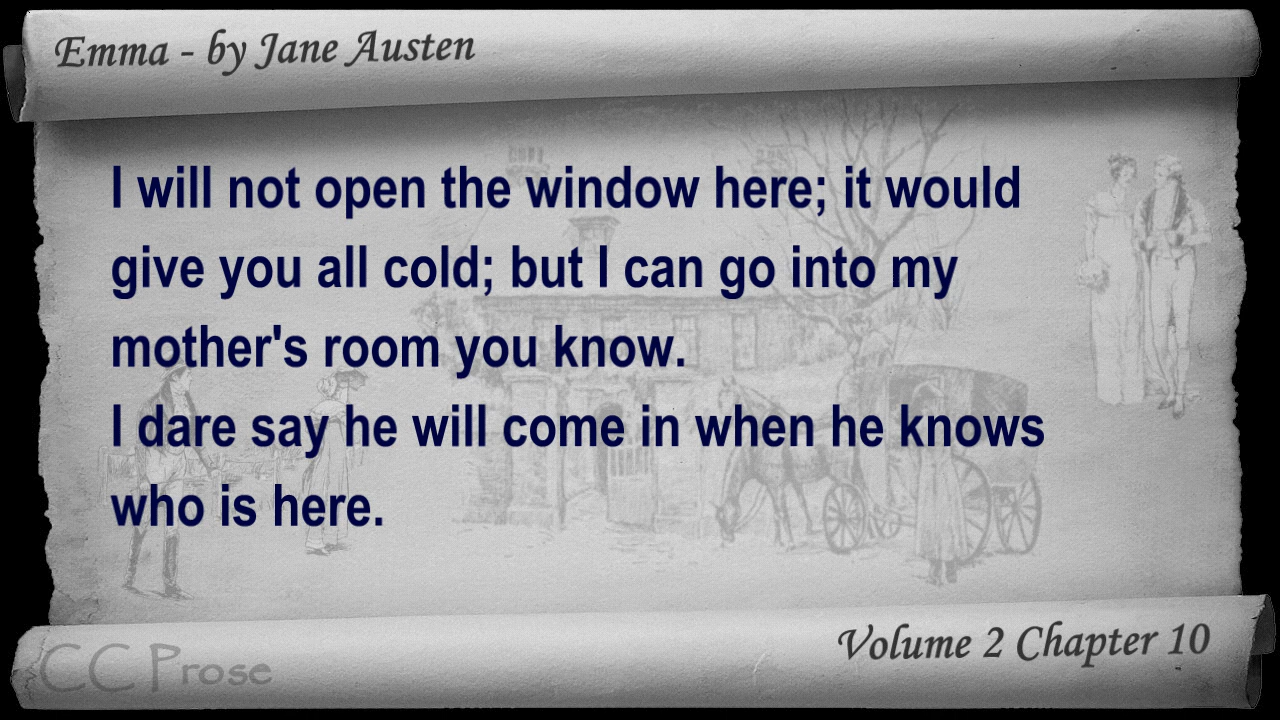 Emma - by Jane Austen
I will not open the window here; it would
give you all cold; but I can go into my
mother's room you know.
I dare say he will come in when he knows
who is here.
Volume 2 Chapter 10
CC Prose